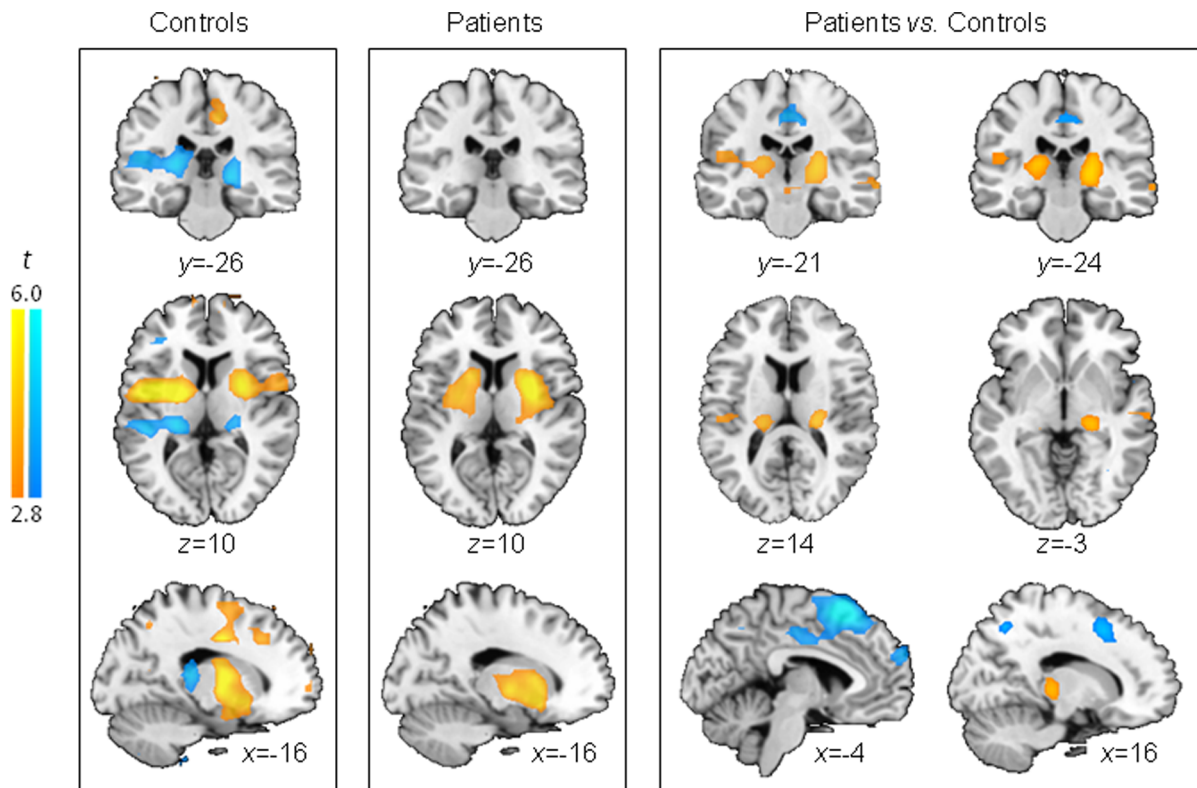 Controls
Patients
Patients vs. Controls
t
6.0
2.8
y=-26
y=-26
y=-21
y=-24
z=10
z=10
z=14
z=-3
x=-16
x=-16
x=-4
x=16